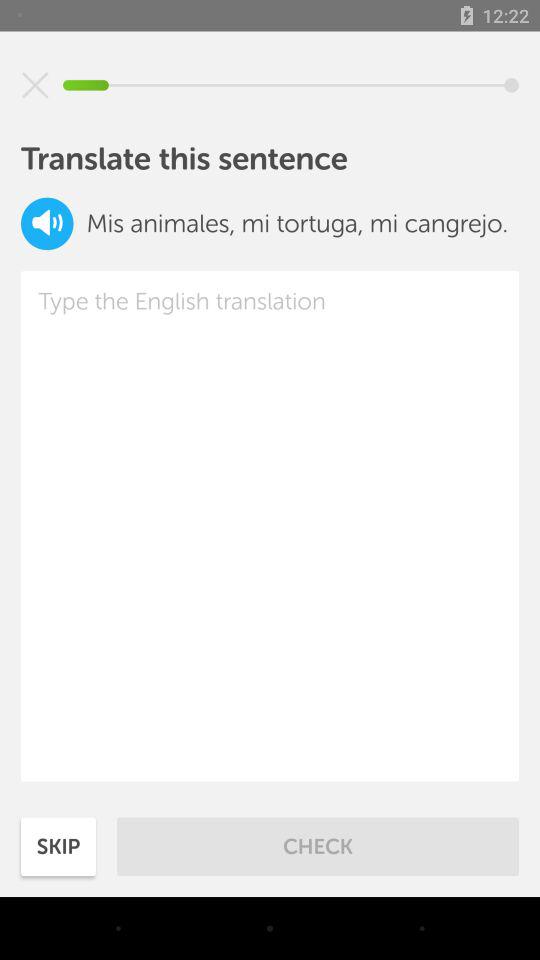 12:22
Translate this sentence
Mis animales, mi tortuga, mi cangrejo.
Type the English translation
SKIP
CHECK